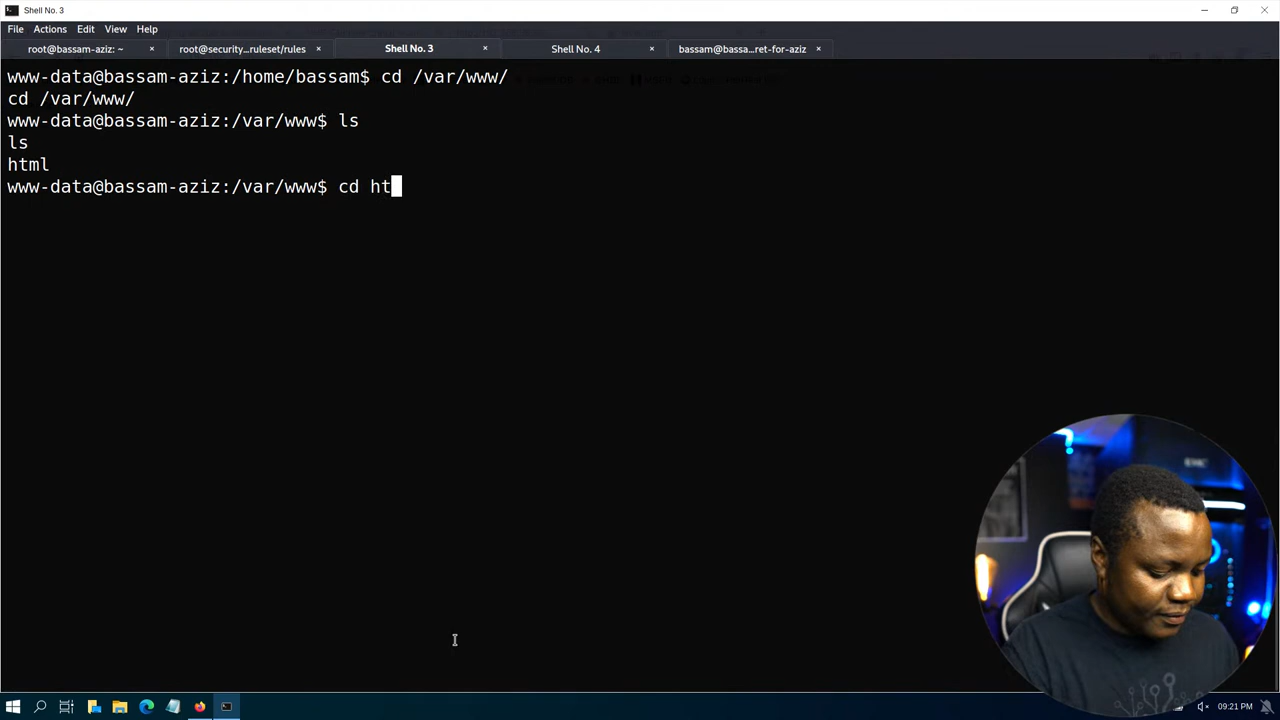 Shell No. 3
File Actions Edit View Help
root@bassam-aziz: ~ × root@security...ruleset/rules × Shell No. 3 × Shell No. 4 × bassam@bassa...ret-for-aziz ×
www-data@bassam-aziz:/home/bassam$ cd /var/www/
cd /var/www/
www-data@bassam-aziz:/var/www$ ls
ls
html
www-data@bassam-aziz:/var/www$ cd ht
09:21 PM